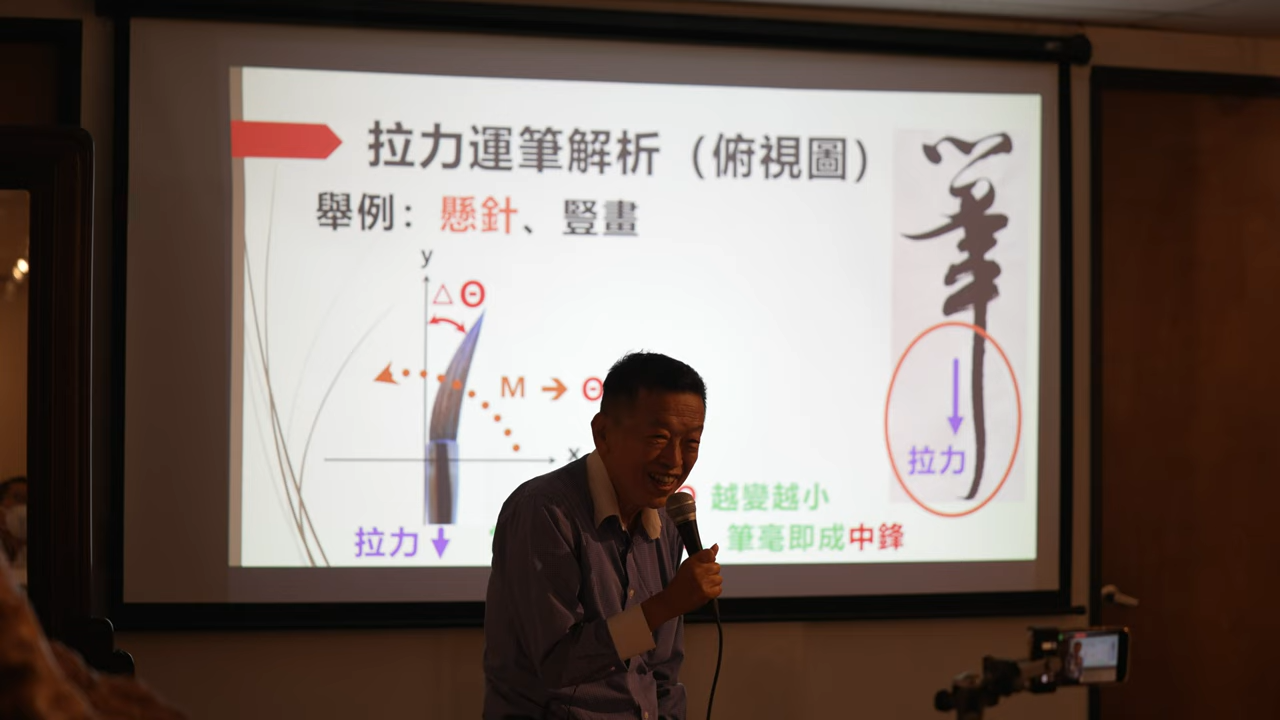 拉力運筆解析（俯視圖）
舉例：懸針、豎畫
y
△Θ
M → Θ
x
拉力
越變越小
拉力
筆毫即成中鋒